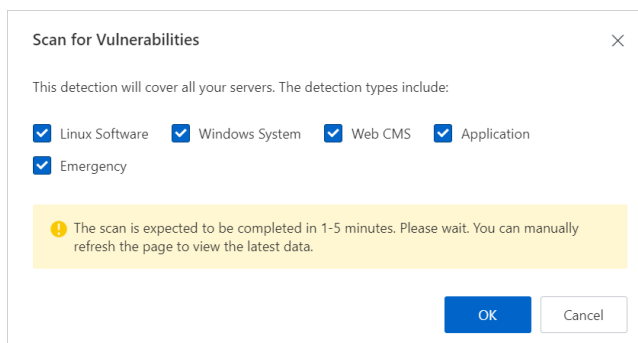 Scan for Vulnerabilities
This detection will cover all your servers. The detection types include:
Linux Software Windows System Web CMS Application
Emergency
The scan is expected to be completed in 1-5 minutes. Please wait. You can manually
refresh the page to view the latest data.
OK Cancel